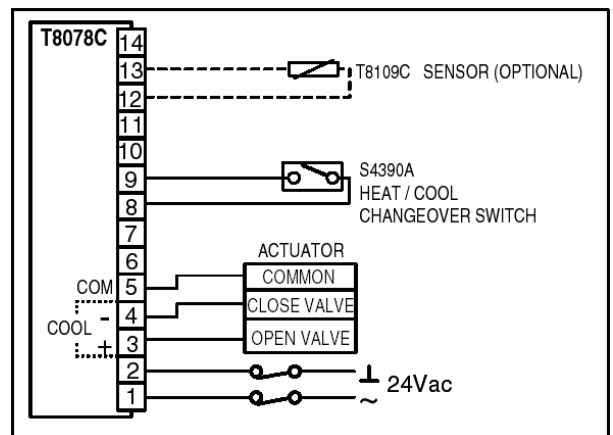 T8078C
14
13
T8109C SENSOR (OPTIONAL)
12
11
10
9
S4390A
HEAT / COOL
CHANGEOVER SWITCH
8
7
6
ACTUATOR
COM 5
COMMON
COOL - 4
CLOSE VALVE
+ 3
OPEN VALVE
2
1
24Vac
~